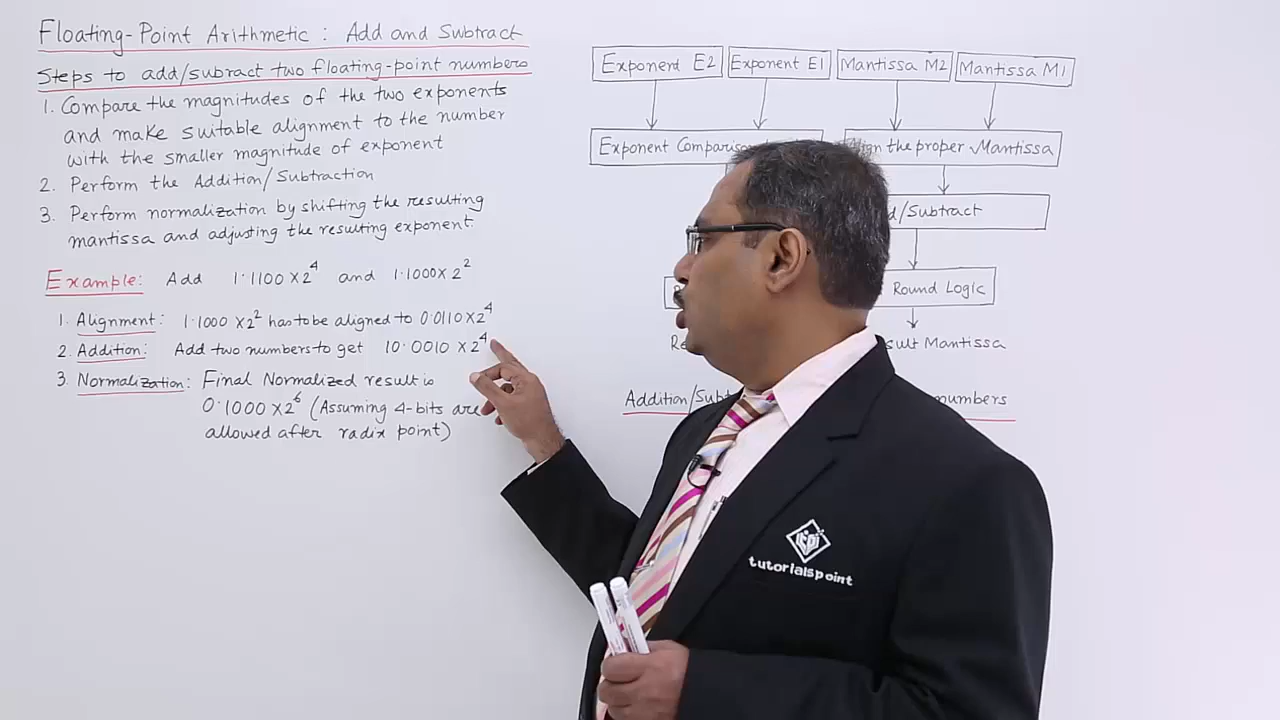 Floating-Point Arithmetic : Add and Subtract
Steps to add/subract two floating-point numbers
1. Compare the magnitudes of the two exponents
and make suitable alignment to the number
with the smaller magnitude of exponent
2. Perform the Addition/Subtraction
3. Perform normalization by shifting the resulting
mantissa and adjusting the resulting exponent.
Example: Add 1.1100 X 2^4 and 1.1000 X 2^2
1. Alignment: 1.1000 X 2^2 has to be aligned to 0.0110 X 2^4
2. Addition: Add two numbers to get 10.0010 X 2^4
3. Normalization: Final Normalized result is
0.1000 X 2^6 (Assuming 4-bits are
allowed after radix point)
Exponent E2 Exponent E1 Mantissa M2 Mantissa M1
Exponent the proper Mantissa
/Subtract
Round Logic
Mantissa
Addition/ numbers
tutorialspoint